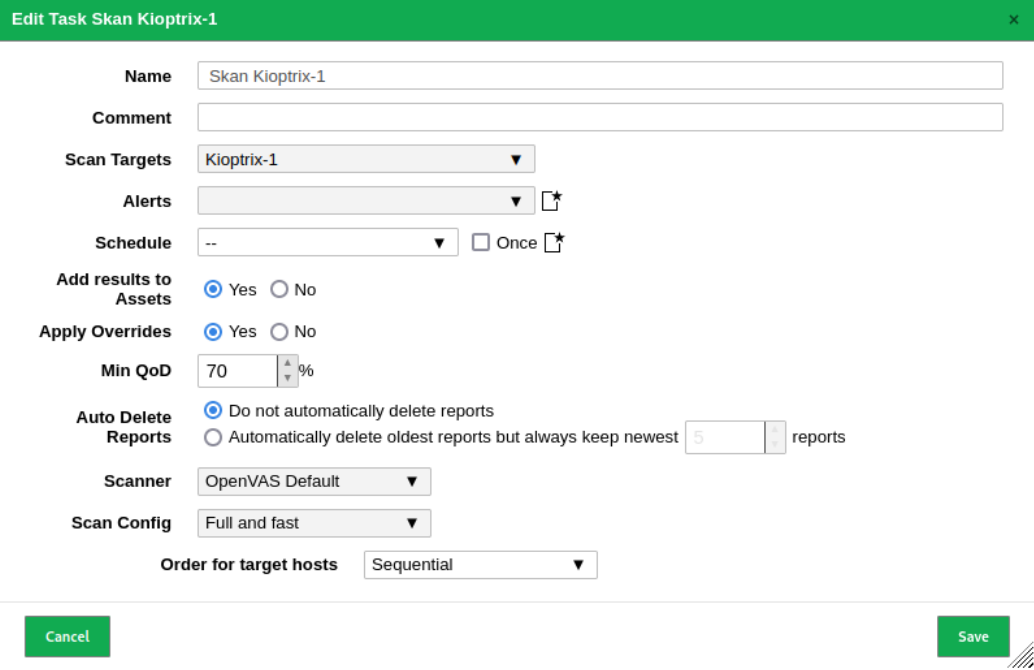 Edit Task Skan Kioptrix-1 ×
Name Skan Kioptrix-1
Comment
Scan Targets Kioptrix-1 ▼
Alerts ▼
Schedule -- ▼ Once
Add results to
Assets Yes No
Apply Overrides Yes No
Min QoD 70 %
Auto Delete
Reports
Do not automatically delete reports
Automatically delete oldest reports but always keep newest 5 reports
Scanner OpenVAS Default ▼
Scan Config Full and fast ▼
Order for target hosts Sequential ▼
Cancel Save